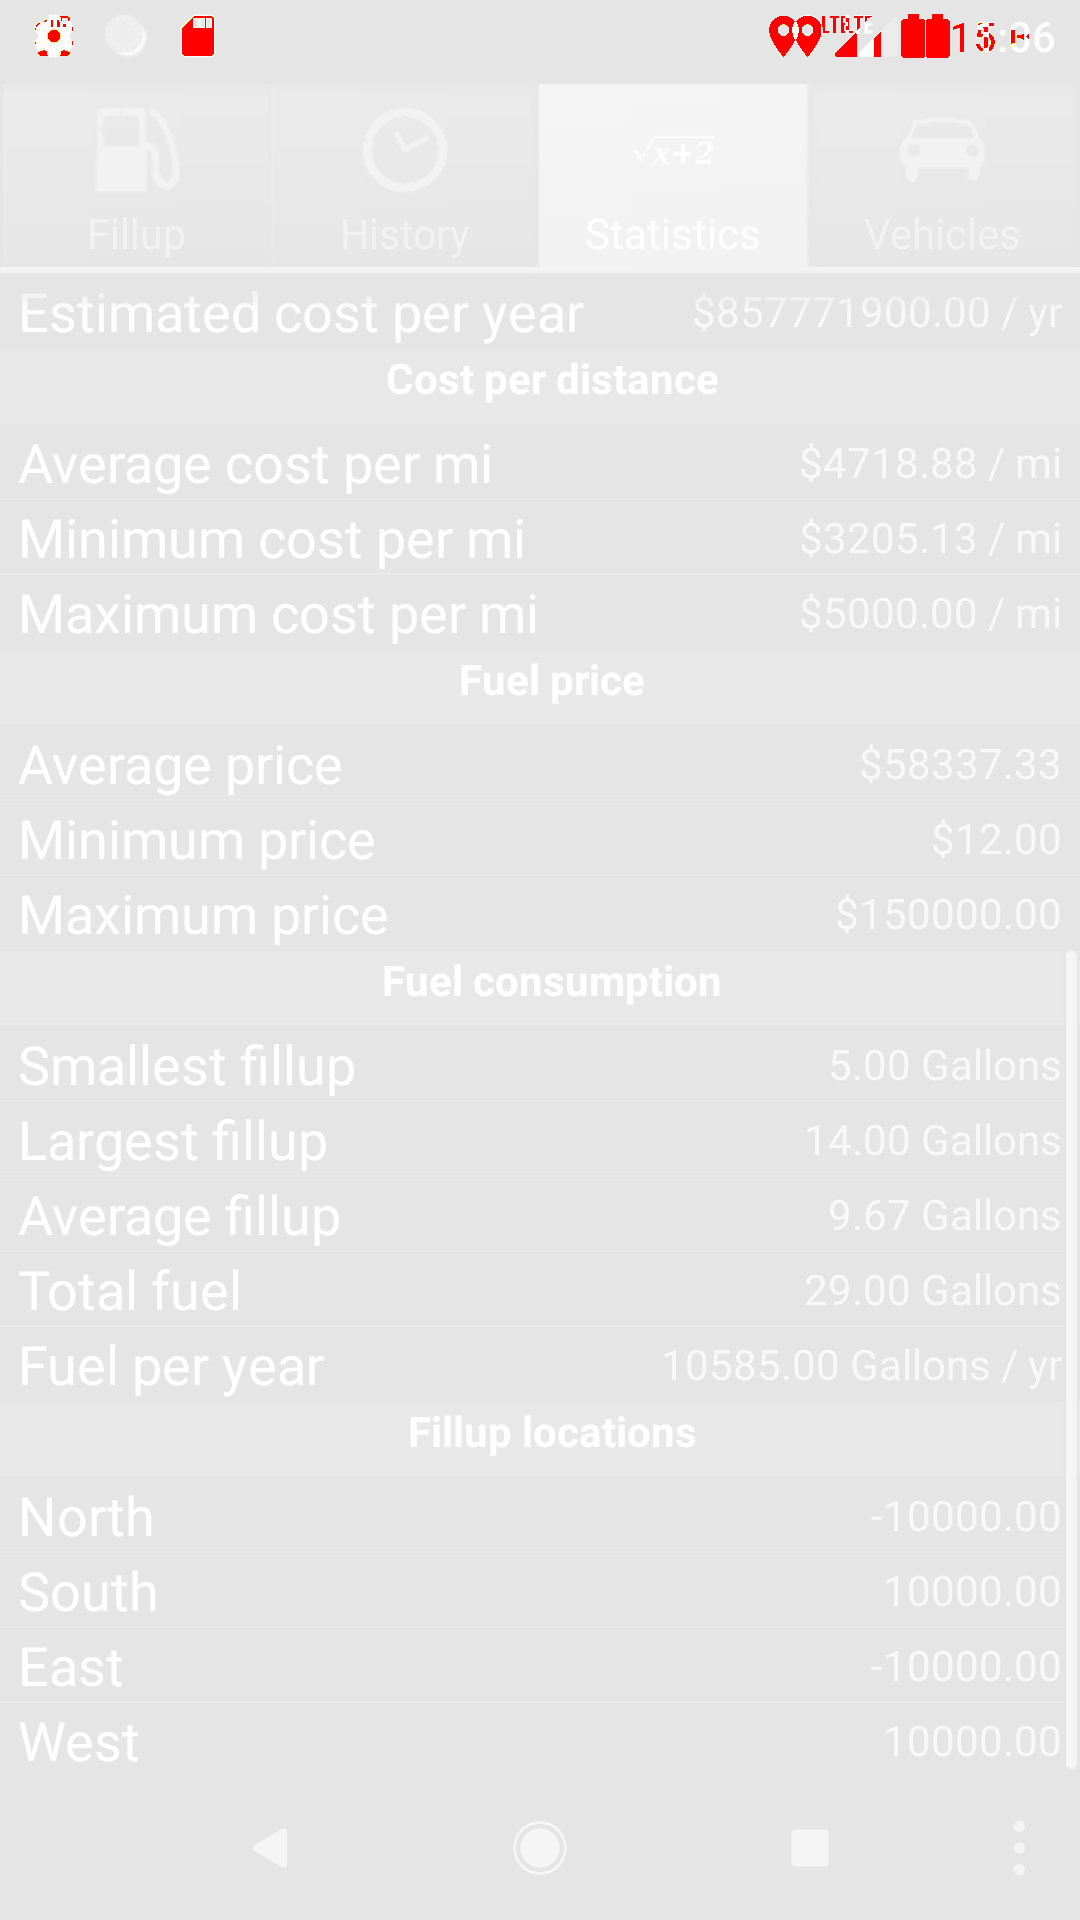 Fillup History √x+2 Statistics Vehicles
Estimated cost per year $857771900.00 / yr
Cost per distance
Average cost per mi $4718.88 / mi
Minimum cost per mi $3205.13 / mi
Maximum cost per mi $5000.00 / mi
Fuel price
Average price $58337.33
Minimum price $12.00
Maximum price $150000.00
Fuel consumption
Smallest fillup 5.00 Gallons
Largest fillup 14.00 Gallons
Average fillup 9.67 Gallons
Total fuel 29.00 Gallons
Fuel per year 10585.00 Gallons / yr
Fillup locations
North -10000.00
South 10000.00
East -10000.00
West 10000.00